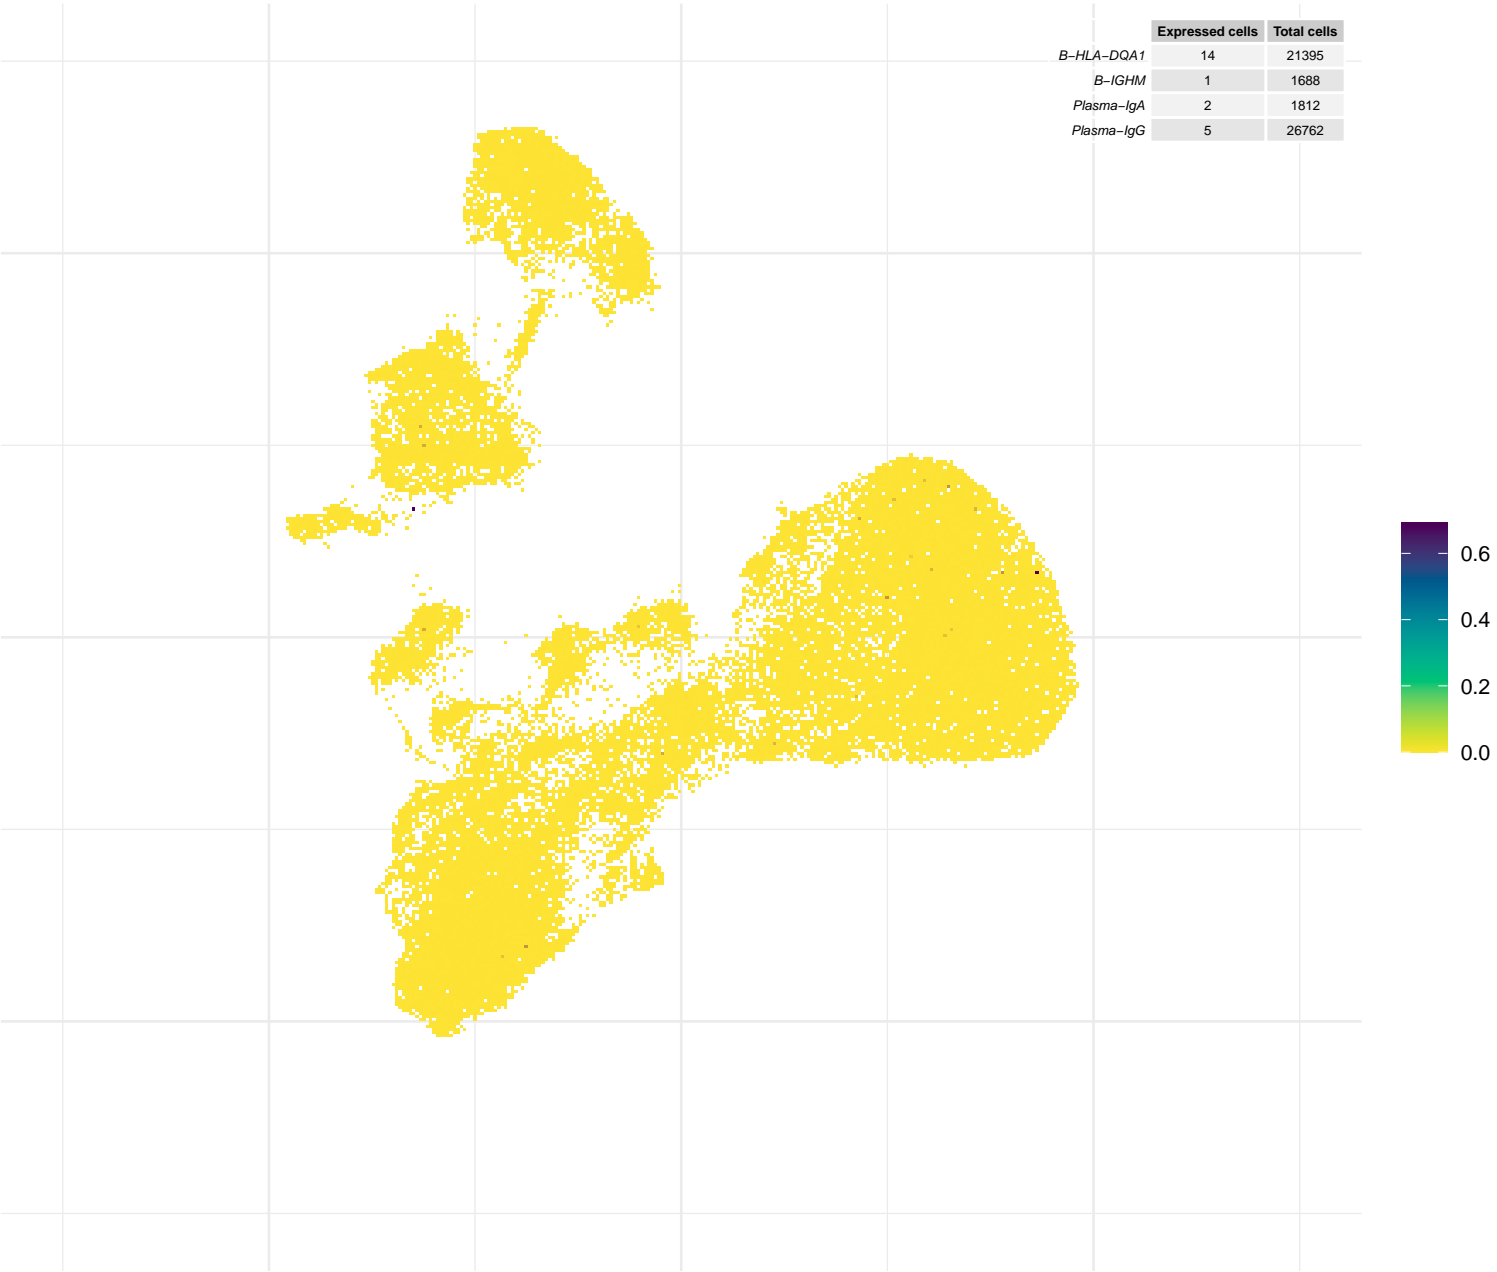 Expressed cells Total cells
B−HLA−DQA1 14 21395
B−IGHM 1 1688
Plasma−IgA 2 1812
Plasma−IgG 5 26762
0.6
0.4
0.2
0.0